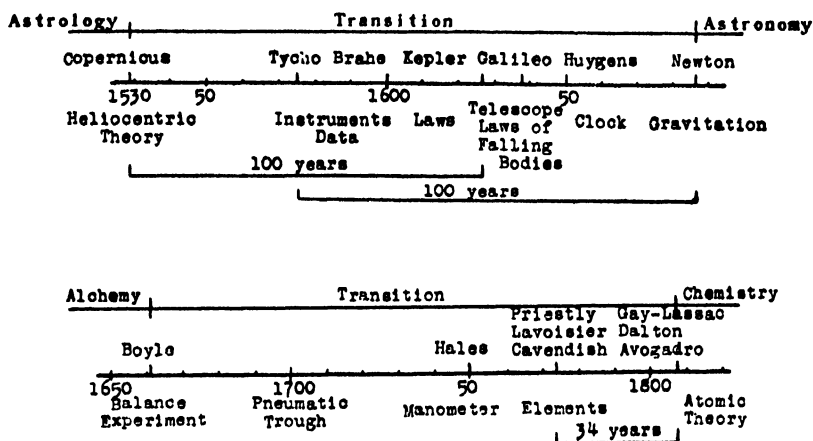 Astrology Transition Astronomy
Copernicus Tycho Brahe Kepler Galileo Huygens Newton
1530 50 1600 50
Heliocentric Theory
Instruments Data
Laws
Telescope Laws of Falling Bodies
Clock
Gravitation
100 years
100 years
Alchemy Transition Chemistry
Priestly Gay-Lassac
Lavoisier Dalton
Boyle Hales Cavendish Avogadro
1650 1700 50 1800
Balance Experiment
Pneumatic Trough
Manometer
Elements
Atomic Theory
34 years